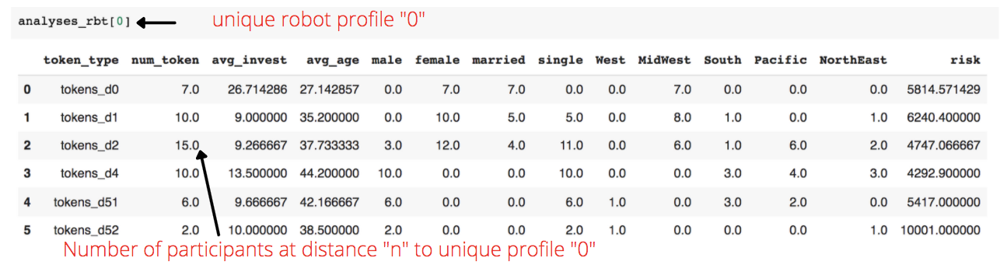 analyses_rbt[0] unique robot profile "0"
token_type num_token avg_invest avg_age male female married single West MidWest South Pacific NorthEast risk
0 tokens_d0 7.0 26.714286 27.142857 0.0 7.0 7.0 0.0 0.0 7.0 0.0 0.0 0.0 5814.571429
1 tokens_d1 10.0 9.000000 35.200000 0.0 10.0 5.0 5.0 0.0 8.0 1.0 0.0 1.0 6240.400000
2 tokens_d2 15.0 9.266667 37.733333 3.0 12.0 4.0 11.0 0.0 6.0 1.0 6.0 2.0 4747.066667
3 tokens_d4 10.0 13.500000 44.200000 10.0 0.0 0.0 10.0 0.0 0.0 3.0 4.0 3.0 4292.900000
4 tokens_d51 6.0 9.666667 42.166667 6.0 0.0 0.0 6.0 1.0 0.0 3.0 2.0 0.0 5417.000000
5 tokens_d52 2.0 10.000000 38.500000 2.0 0.0 0.0 2.0 1.0 0.0 0.0 0.0 1.0 10001.000000
Number of participants at distance "n" to unique profile "0"